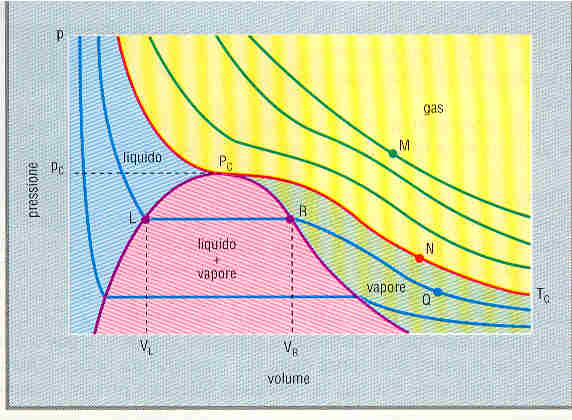 p
gas
M
liquido
P_C
p_C
pressione
L
R
liquido
+
vapore
N
vapore
Q
T_C
V_L
V_R
volume